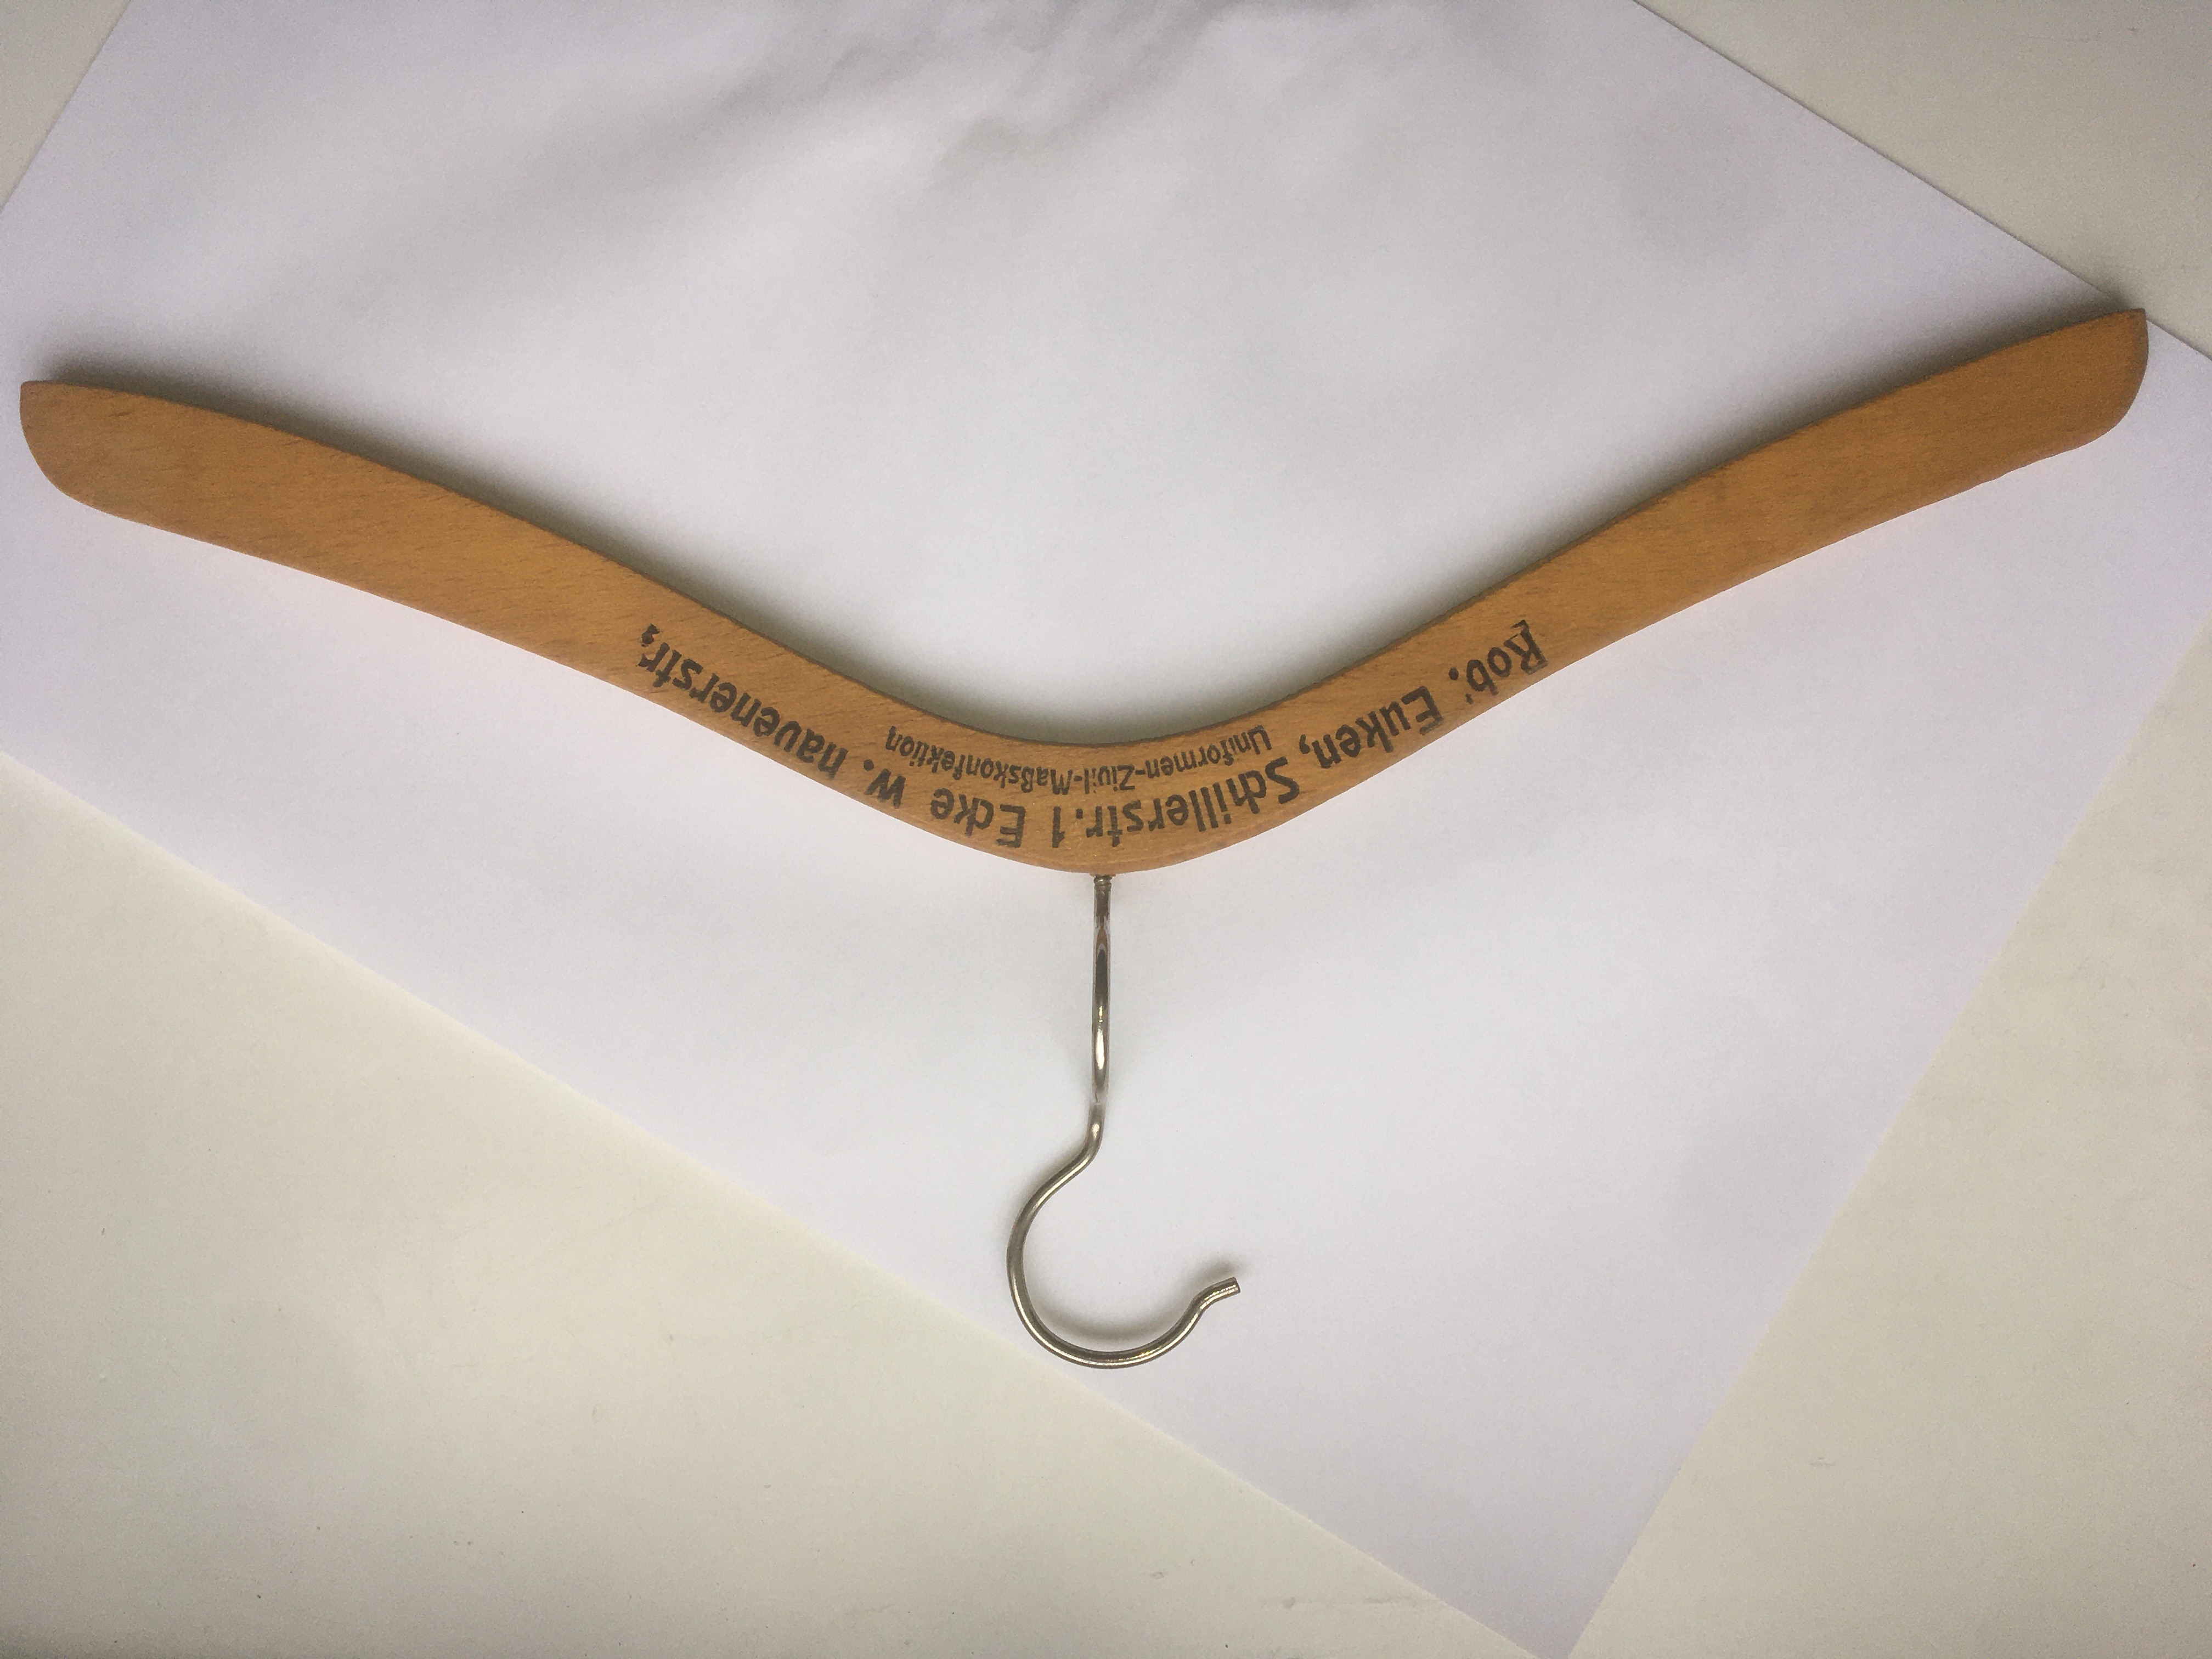 Rob. Euken, Schillerstr. 1 Ecke W. havenerstr.
Uniformen-Zivil-Maßkonfektion